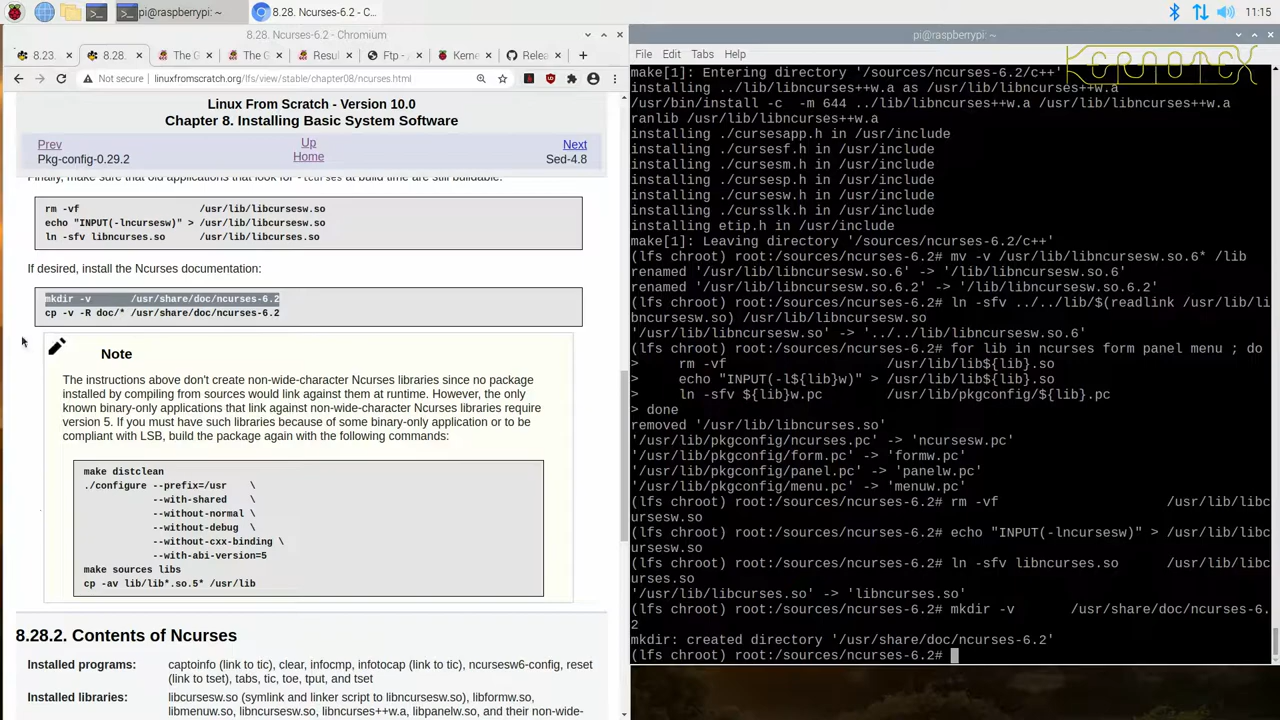 pi@raspberrypi: ~
8.28. Ncurses-6.2 - C...
11:15
8.28. Ncurses-6.2 - Chromium
8.23.
8.28.
The G
The G
Resul
Ftp -
Kerne
Relea
Not secure
linuxfromscratch.org/lfs/view/stable/chapter08/ncurses.html
Linux From Scratch - Version 10.0
Chapter 8. Installing Basic System Software
Prev
Up
Next
Pkg-config-0.29.2
Home
Sed-4.8
Finally, make sure that old applications that look for -lcurses at build time are still buildable:
rm -vf                     /usr/lib/libcursesw.so
echo "INPUT(-lncursesw)" > /usr/lib/libcursesw.so
ln -sfv libncurses.so      /usr/lib/libcurses.so
If desired, install the Ncurses documentation:
mkdir -v       /usr/share/doc/ncurses-6.2
cp -v -R doc/* /usr/share/doc/ncurses-6.2
Note
The instructions above don't create non-wide-character Ncurses libraries since no package
installed by compiling from sources would link against them at runtime. However, the only
known binary-only applications that link against non-wide-character Ncurses libraries require
version 5. If you must have such libraries because of some binary-only application or to be
compliant with LSB, build the package again with the following commands:
make distclean
./configure --prefix=/usr    \
--with-shared    \
--without-normal \
--without-debug  \
--without-cxx-binding \
--with-abi-version=5
make sources libs
cp -av lib/lib*.so.5* /usr/lib
8.28.2. Contents of Ncurses
Installed programs:
captoinfo (link to tic), clear, infocmp, infotocap (link to tic), ncursesw6-config, reset
(link to tset), tabs, tic, toe, tput, and tset
Installed libraries:
libcursesw.so (symlink and linker script to libncursesw.so), libformw.so,
libmenuw.so, libncursesw.so, libncurses++w.a, libpanelw.so, and their non-wide-
pi@raspberrypi: ~
File Edit Tabs Help
KERNOTEX
make[1]: Entering directory '/sources/ncurses-6.2/c++'
installing ../lib/libncurses++w.a as /usr/lib/libncurses++w.a
/usr/bin/install -c  -m 644 ../lib/libncurses++w.a /usr/lib/libncurses++w.a
ranlib /usr/lib/libncurses++w.a
installing ./cursesapp.h in /usr/include
installing ./cursesf.h in /usr/include
installing ./cursesm.h in /usr/include
installing ./cursesp.h in /usr/include
installing ./cursesw.h in /usr/include
installing ./cursslk.h in /usr/include
installing etip.h in /usr/include
make[1]: Leaving directory '/sources/ncurses-6.2/c++'
(lfs chroot) root:/sources/ncurses-6.2# mv -v /usr/lib/libncursesw.so.6* /lib
renamed '/usr/lib/libncursesw.so.6' -> '/lib/libncursesw.so.6'
renamed '/usr/lib/libncursesw.so.6.2' -> '/lib/libncursesw.so.6.2'
(lfs chroot) root:/sources/ncurses-6.2# ln -sfv ../../lib/$(readlink /usr/lib/li
bncursesw.so) /usr/lib/libncursesw.so
'/usr/lib/libncursesw.so' -> '../../lib/libncursesw.so.6'
(lfs chroot) root:/sources/ncurses-6.2# for lib in ncurses form panel menu ; do
>     rm -vf                    /usr/lib/lib${lib}.so
>     echo "INPUT(-l${lib}w)" > /usr/lib/lib${lib}.so
>     ln -sfv ${lib}w.pc        /usr/lib/pkgconfig/${lib}.pc
> done
removed '/usr/lib/libncurses.so'
'/usr/lib/pkgconfig/ncurses.pc' -> 'ncursesw.pc'
'/usr/lib/pkgconfig/form.pc' -> 'formw.pc'
'/usr/lib/pkgconfig/panel.pc' -> 'panelw.pc'
'/usr/lib/pkgconfig/menu.pc' -> 'menuw.pc'
(lfs chroot) root:/sources/ncurses-6.2# rm -vf                     /usr/lib/libc
ursesw.so
(lfs chroot) root:/sources/ncurses-6.2# echo "INPUT(-lncursesw)" > /usr/lib/libc
ursesw.so
(lfs chroot) root:/sources/ncurses-6.2# ln -sfv libncurses.so      /usr/lib/libc
urses.so
'/usr/lib/libcurses.so' -> 'libncurses.so'
(lfs chroot) root:/sources/ncurses-6.2# mkdir -v       /usr/share/doc/ncurses-6.
2
mkdir: created directory '/usr/share/doc/ncurses-6.2'
(lfs chroot) root:/sources/ncurses-6.2#